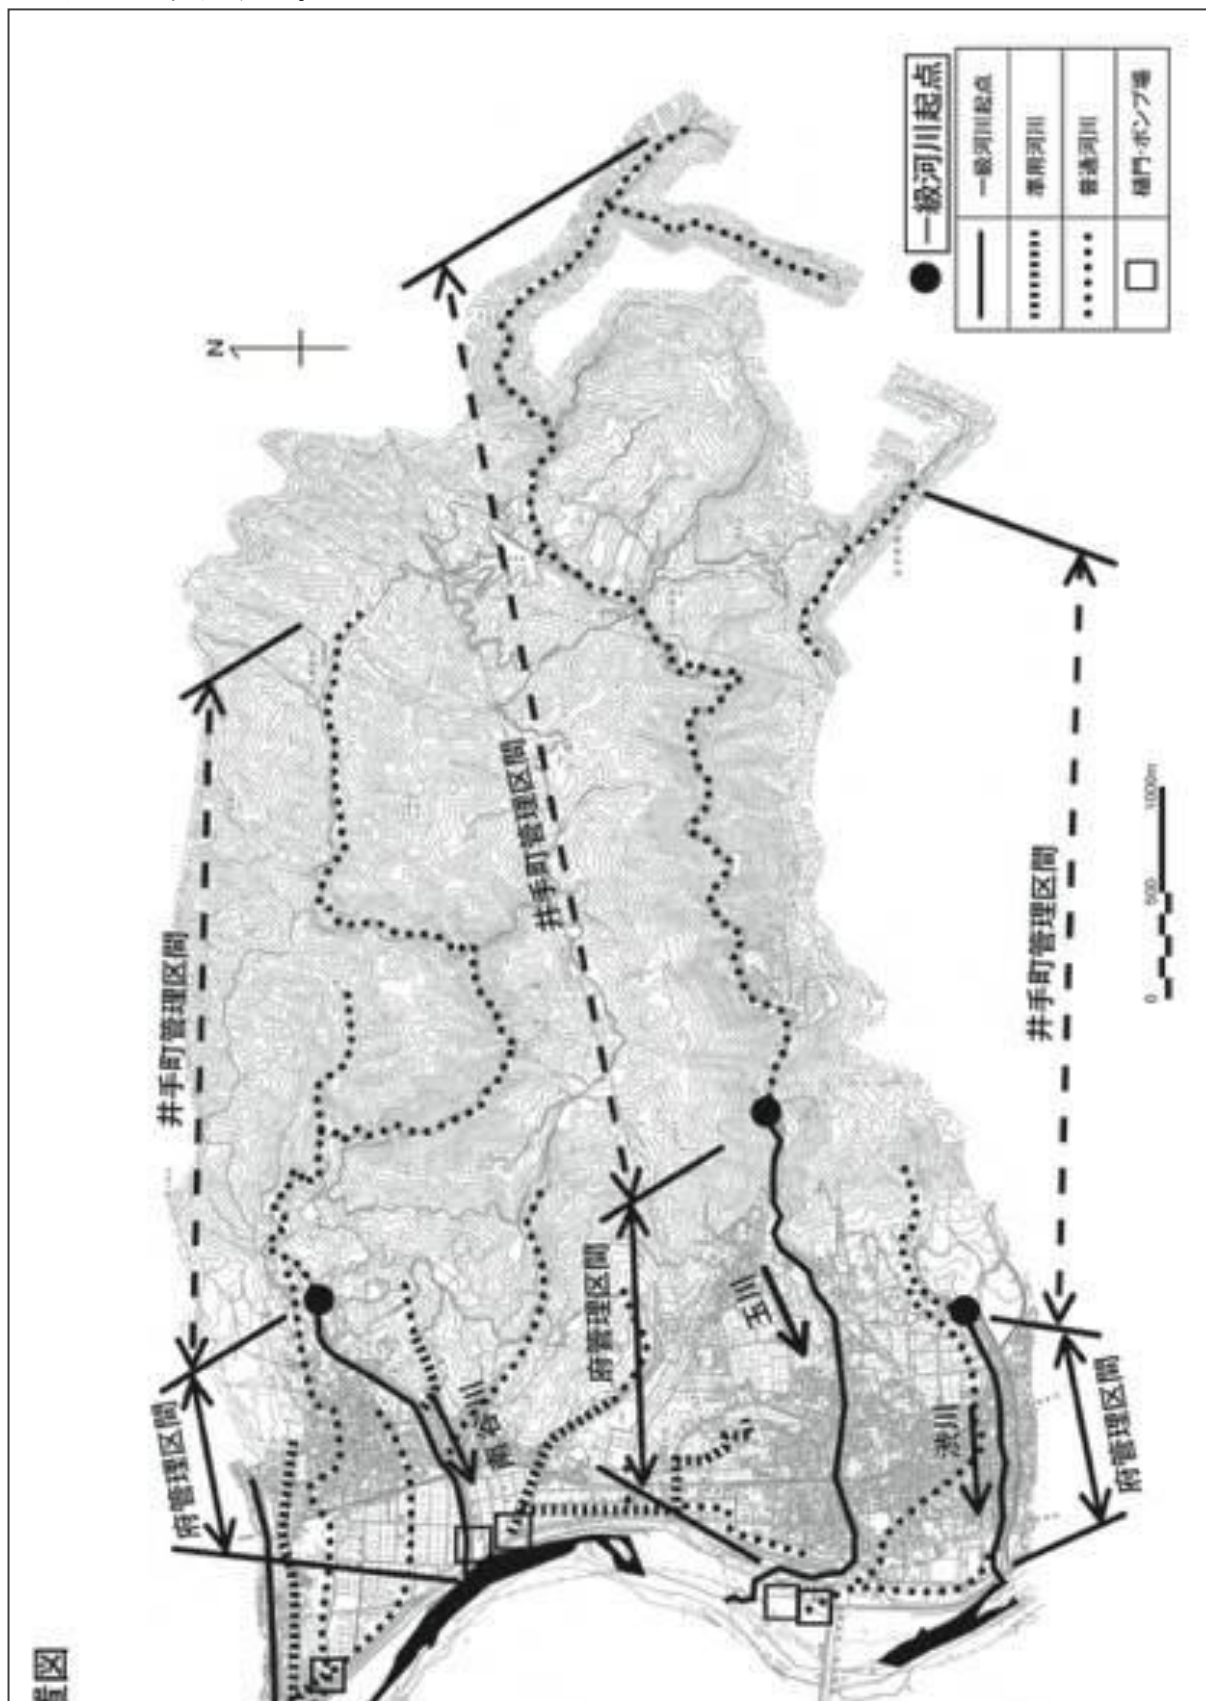 一級河川起点
一級河川起点
準用河川
普通河川
樋門・ポンプ場
N
井手町管理区間
井手町管理区間
井手町管理区間
府管理区間
府管理区間
府管理区間
南谷川
玉川
渋川
0 500 1000m
置図